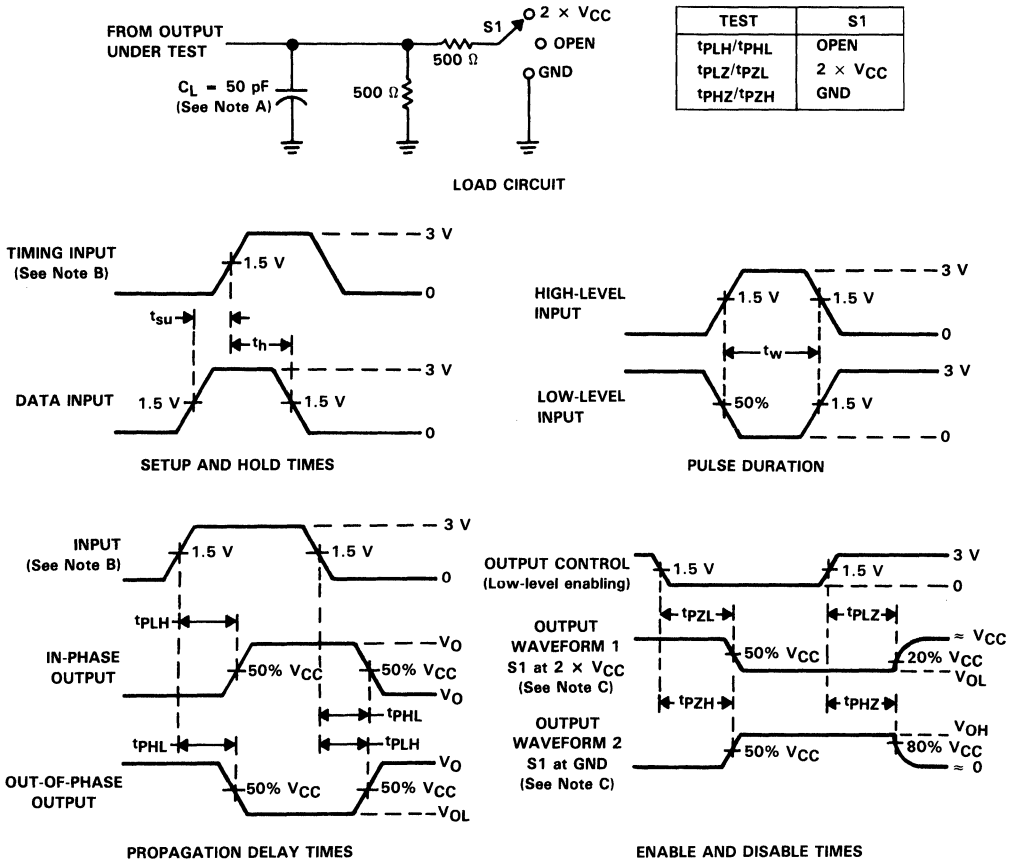 FROM OUTPUT
UNDER TEST
CL = 50 pF
(See Note A)
500 Ω
500 Ω
S1
2 × VCC
OPEN
GND
TEST S1
tPLH/tPHL OPEN
tPLZ/tPZL 2 × VCC
tPHZ/tPZH GND
LOAD CIRCUIT
TIMING INPUT
(See Note B)
1.5 V
3 V
0
tsu
th
DATA INPUT
1.5 V
1.5 V
3 V
0
SETUP AND HOLD TIMES
HIGH-LEVEL
INPUT
1.5 V
1.5 V
3 V
0
tw
LOW-LEVEL
INPUT
50%
1.5 V
3 V
0
PULSE DURATION
INPUT
(See Note B)
1.5 V
1.5 V
3 V
0
tPLH
IN-PHASE
OUTPUT
50% VCC
50% VCC
VO
VO
tPHL
tPHL
tPLH
OUT-OF-PHASE
OUTPUT
50% VCC
50% VCC
VO
VOL
PROPAGATION DELAY TIMES
OUTPUT CONTROL
(Low-level enabling)
1.5 V
1.5 V
3 V
0
tPZL
tPLZ
OUTPUT
WAVEFORM 1
S1 at 2 × VCC
(See Note C)
50% VCC
≈ VCC
20% VCC
VOL
tPZH
tPHZ
OUTPUT
WAVEFORM 2
S1 at GND
(See Note C)
50% VCC
VOH
80% VCC
≈ 0
ENABLE AND DISABLE TIMES